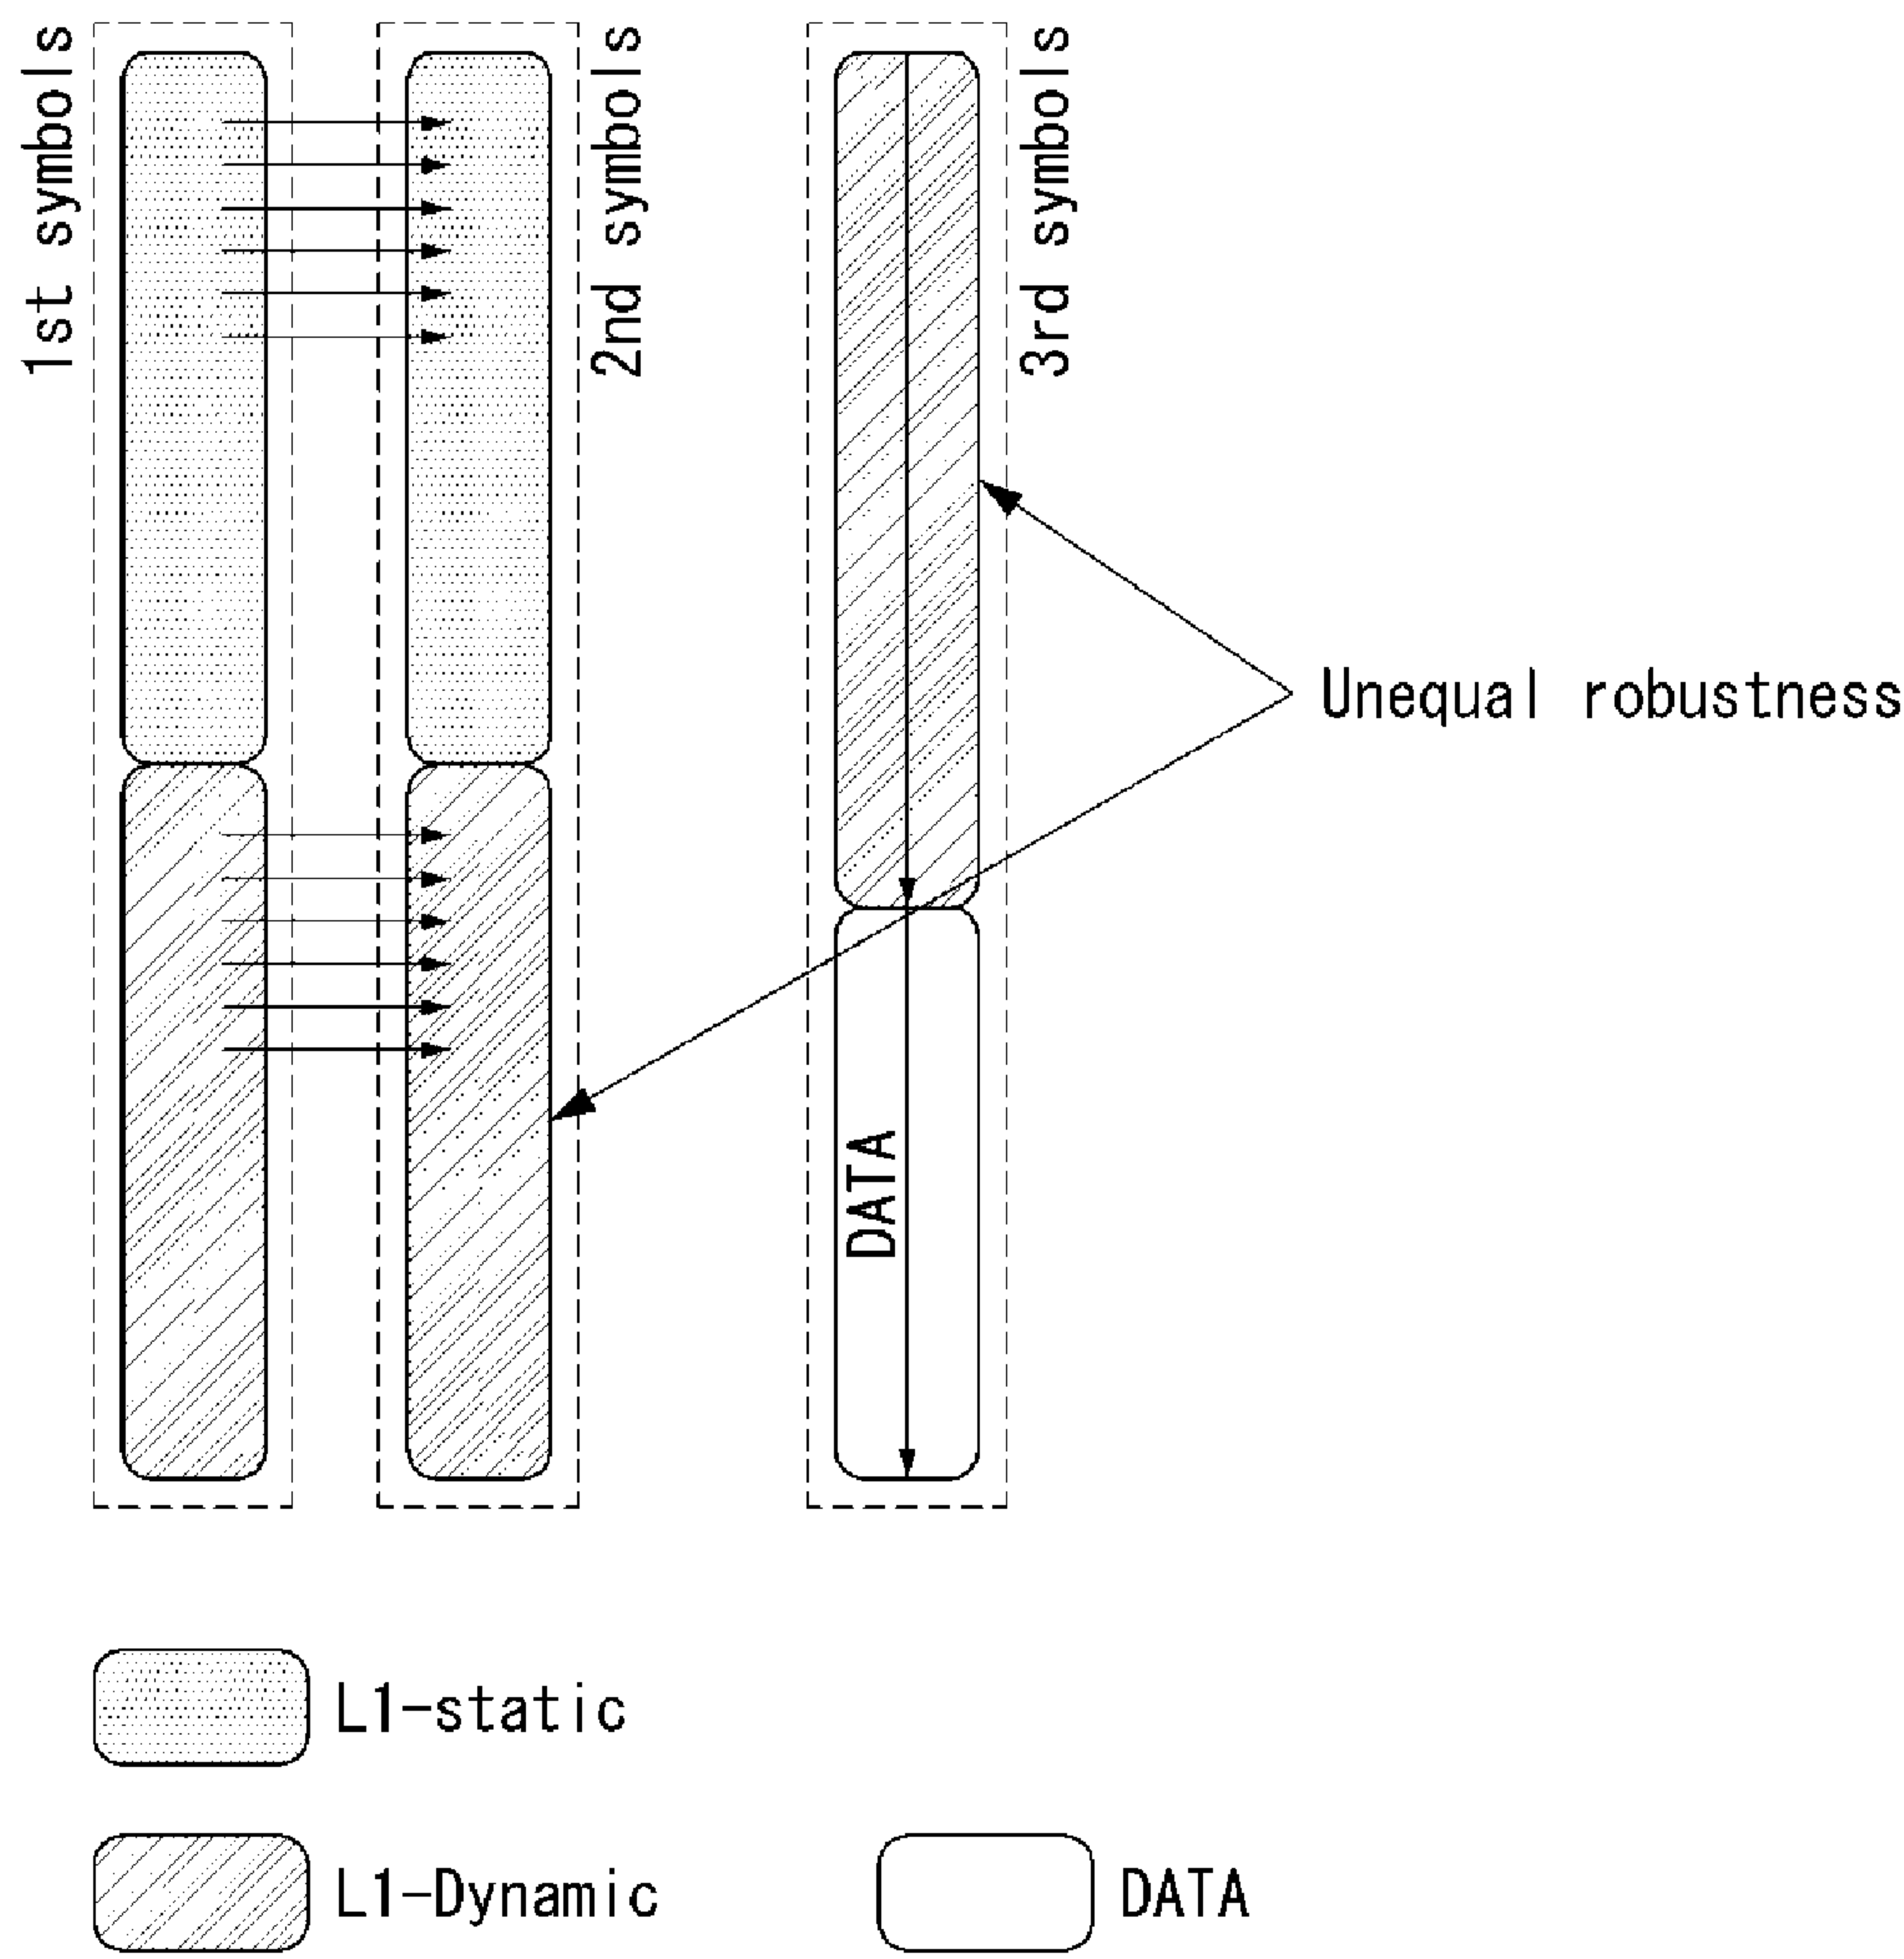 1st symbols
2nd symbols
3rd symbols
Unequal robustness
DATA
L1-static
L1-Dynamic
DATA